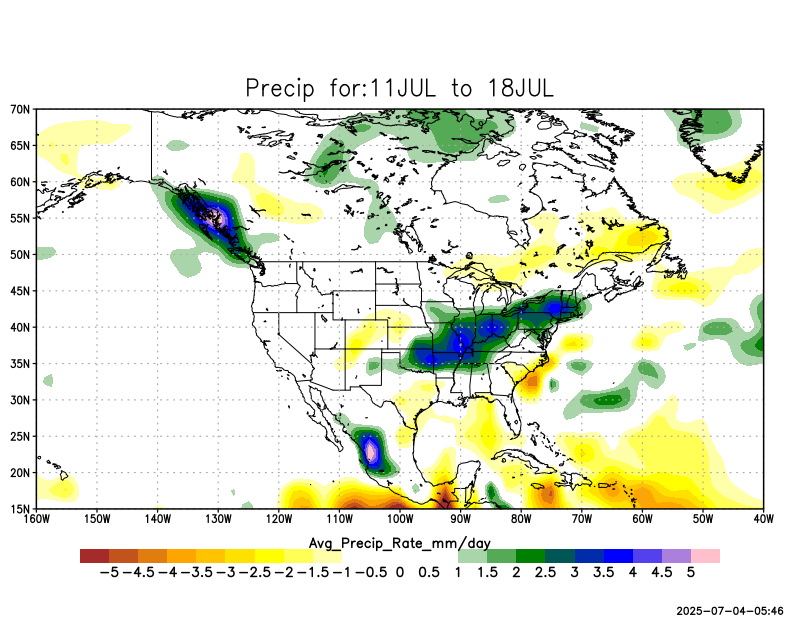 Precip for:11JUL to 18JUL
70N
65N
60N
55N
50N
45N
40N
35N
30N
25N
20N
15N
160W 150W 140W 130W 120W 110W 100W 90W 80W 70W 60W 50W 40W
Avg_Precip_Rate_mm/day
-5 -4.5 -4 -3.5 -3 -2.5 -2 -1.5 -1 -0.5 0 0.5 1 1.5 2 2.5 3 3.5 4 4.5 5
2025-07-04-05:46